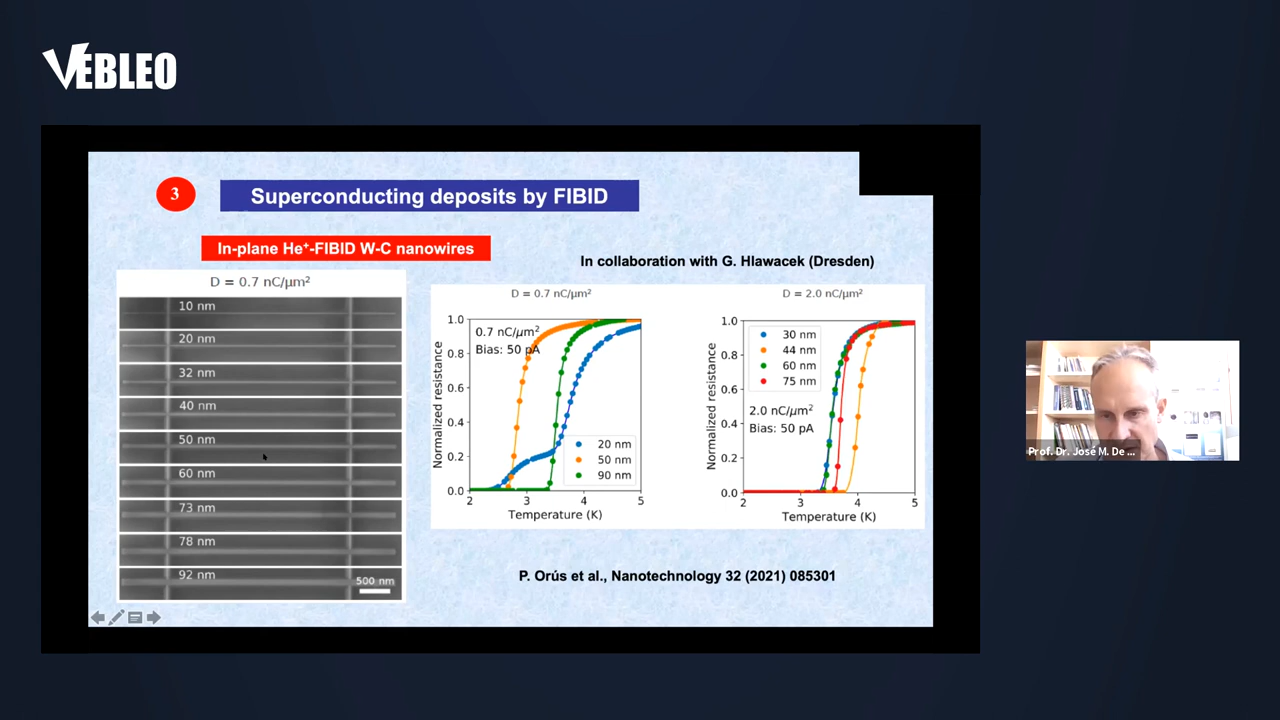 VEBLEO
3
Superconducting deposits by FIBID
In-plane He⁺-FIBID W-C nanowires
In collaboration with G. Hlawacek (Dresden)
D = 0.7 nC/μm²
10 nm
20 nm
32 nm
40 nm
50 nm
60 nm
73 nm
78 nm
92 nm
500 nm
D = 0.7 nC/μm²
0.7 nC/μm²
Bias: 50 pA
Normalized resistance
1.0
0.8
0.6
0.4
0.2
0.0
20 nm
50 nm
90 nm
2 3 4 5
Temperature (K)
D = 2.0 nC/μm²
30 nm
44 nm
60 nm
75 nm
2.0 nC/μm²
Bias: 50 pA
Normalized resistance
1.0
0.8
0.6
0.4
0.2
0.0
2 3 4 5
Temperature (K)
P. Orús et al., Nanotechnology 32 (2021) 085301
Prof. Dr. José M. De ...